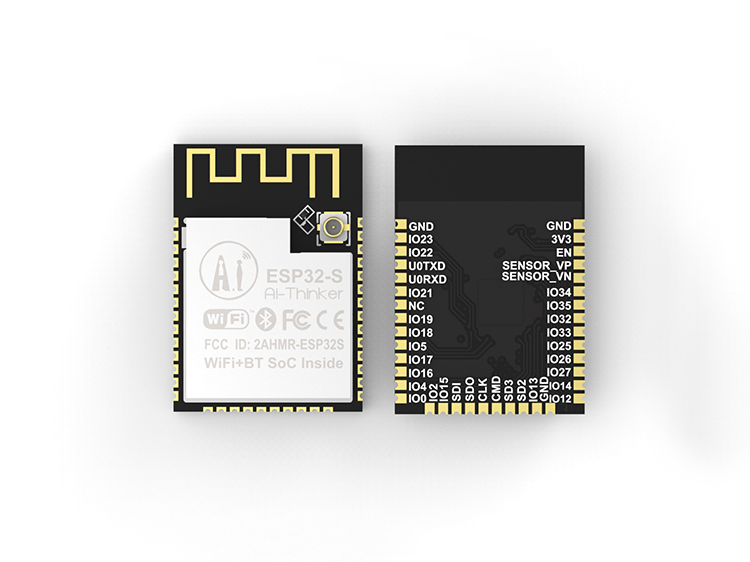 A.i
ESP32-S
AI-Thinker
WiFi
FCC CE
FCC ID: 2AHMR-ESP32S
WiFi+BT SoC Inside
GND
IO23
IO22
U0TXD
U0RXD
IO21
NC
IO19
IO18
IO5
IO17
IO16
IO4
IO0
IO2
IO15
SDI
SDO
CLK
CMD
SD3
SD2
IO13
GND
GND
3V3
EN
SENSOR_VP
SENSOR_VN
IO34
IO35
IO32
IO33
IO25
IO26
IO27
IO14
IO12